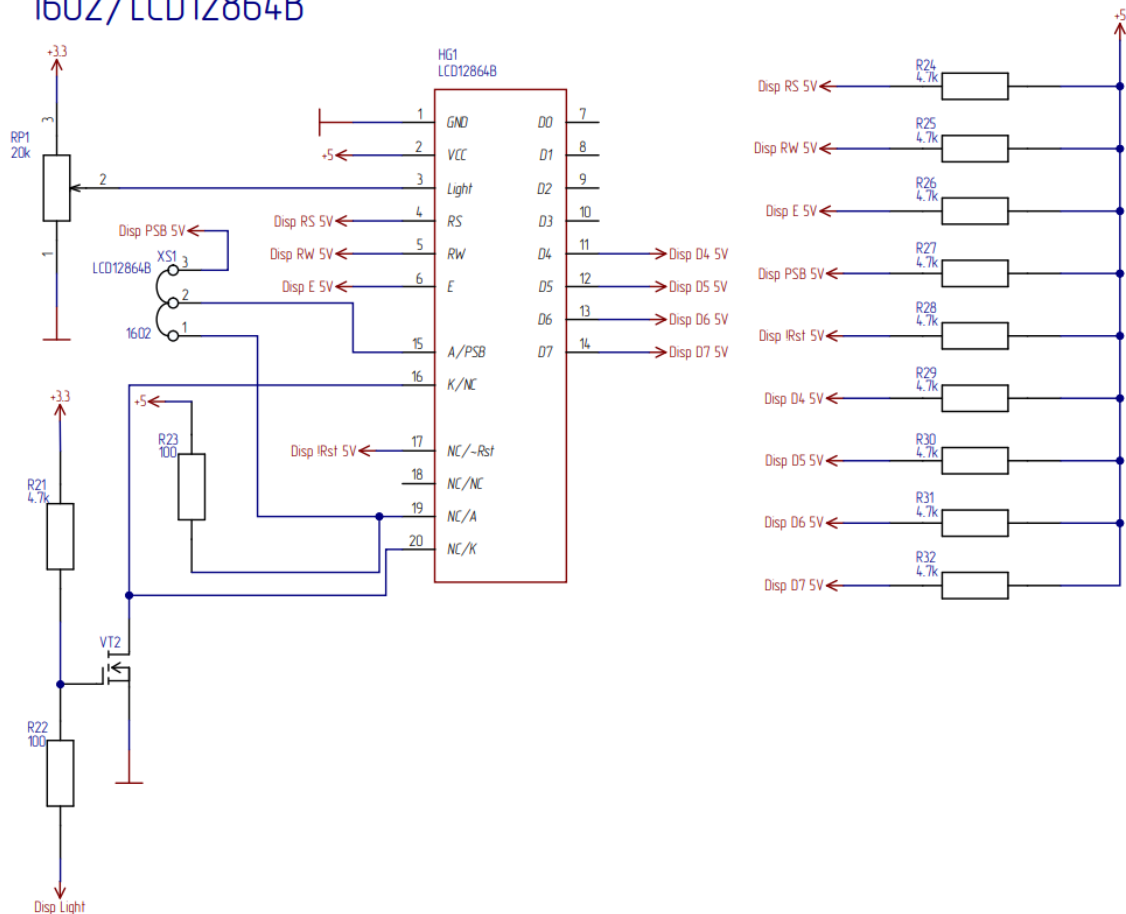 1602/LCD12864B
+3.3
RP1
20k
3
2
1
HG1
LCD12864B
1 GND D0 7
+5 2 VCC D1 8
3 Light D2 9
Disp RS 5V 4 RS D3 10
Disp RW 5V 5 RW D4 11 Disp D4 5V
Disp E 5V 6 E D5 12 Disp D5 5V
D6 13 Disp D6 5V
15 A/PSB D7 14 Disp D7 5V
16 K/NC
Disp !Rst 5V 17 NC/~Rst
18 NC/NC
19 NC/A
20 NC/K
Disp PSB 5V
XS1
LCD12864B 3
2
1602 1
+5
R23
100
+3.3
R21
4.7k
VT2
R22
100
Disp Light
+5
R24
4.7k
Disp RS 5V
R25
4.7k
Disp RW 5V
R26
4.7k
Disp E 5V
R27
4.7k
Disp PSB 5V
R28
4.7k
Disp !Rst 5V
R29
4.7k
Disp D4 5V
R30
4.7k
Disp D5 5V
R31
4.7k
Disp D6 5V
R32
4.7k
Disp D7 5V